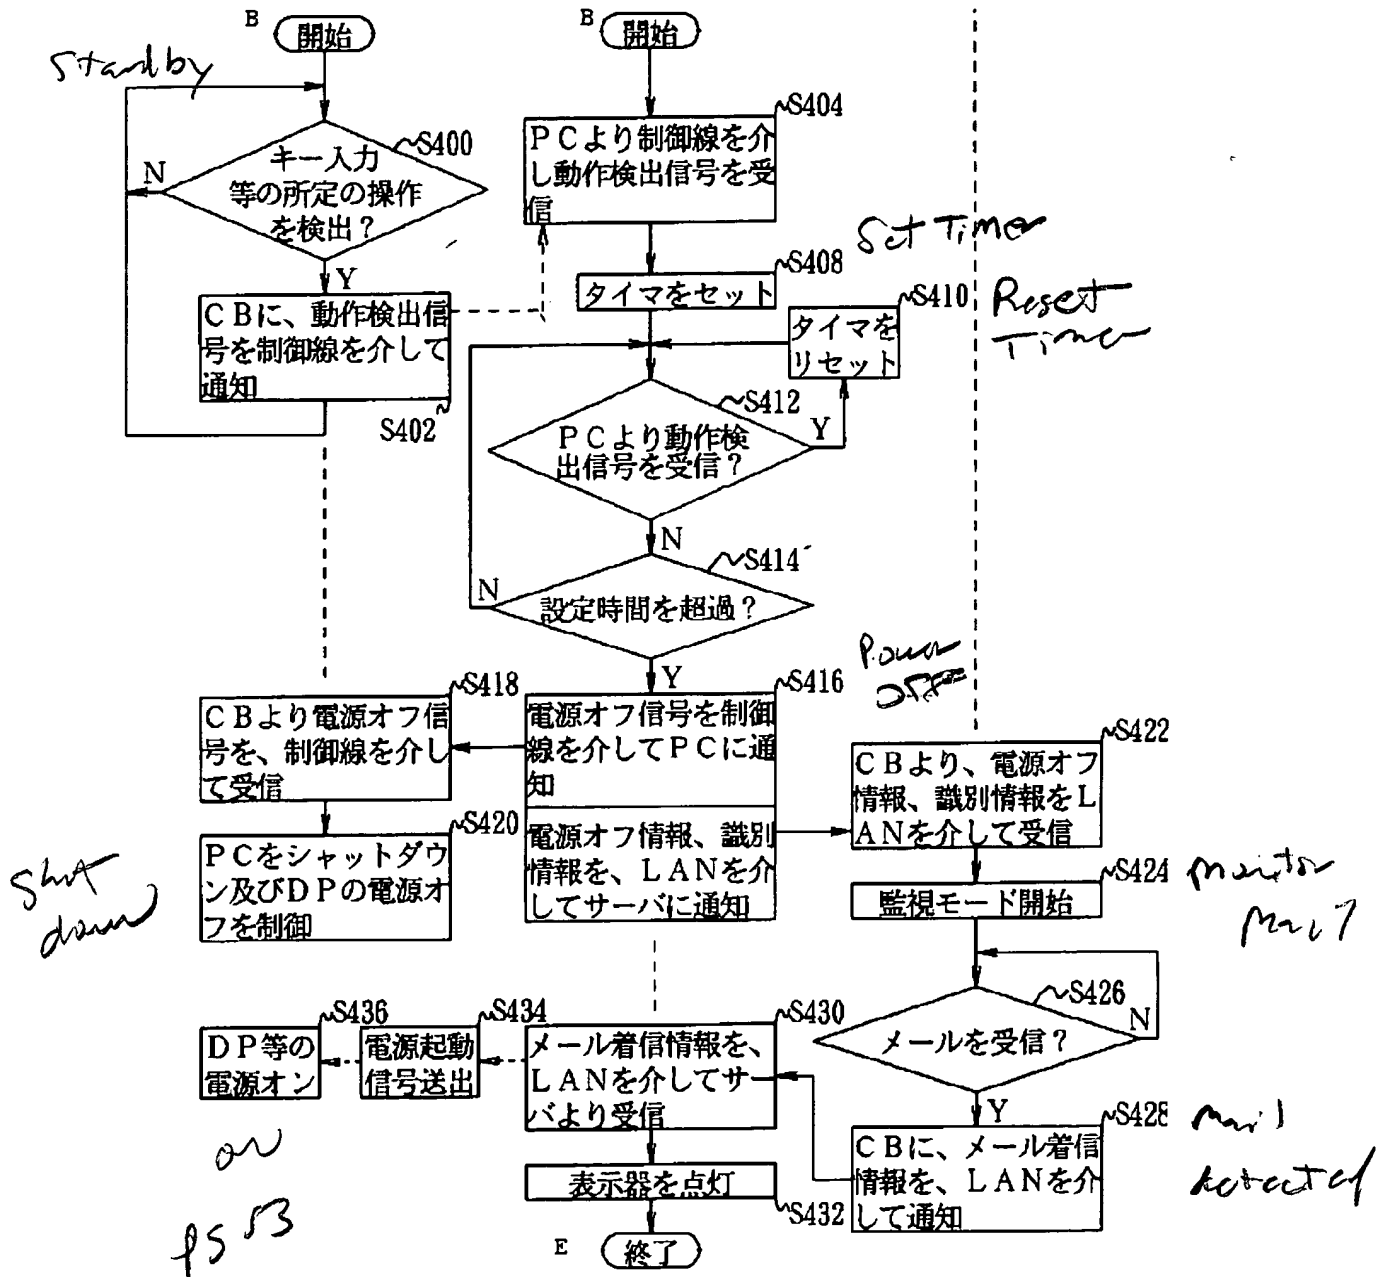 B
開始
Standby
S400
キー入力
等の所定の操作
を検出？
N
Y
CBに、動作検出信
号を制御線を介して
通知
S402
B
開始
S404
PCより制御線を介
し動作検出信号を受
信
Set Timer
S408
タイマをセット
S410
タイマを
リセット
Reset
Timer
S412
PCより動作検
出信号を受信？
Y
N
S414
設定時間を超過？
N
Y
Power
OFF
S416
電源オフ信号を制御
線を介してPCに通
知
電源オフ情報、識別
情報を、LANを介
してサーバに通知
S418
CBより電源オフ信
号を、制御線を介し
て受信
S420
PCをシャットダウ
ン及びDPの電源オ
フを制御
Shut
down
S422
CBより、電源オフ
情報、識別情報をL
ANを介して受信
S424
監視モード開始
monitor
S426
メールを受信？
N
Y
S428
CBに、メール着信
情報を、LANを介
して通知
Mail
detected
S430
メール着信情報を、
LANを介してサー
バより受信
S434
電源起動
信号送出
S436
DP等の
電源オン
on
PS 53
表示器を点灯
S432
E
終了